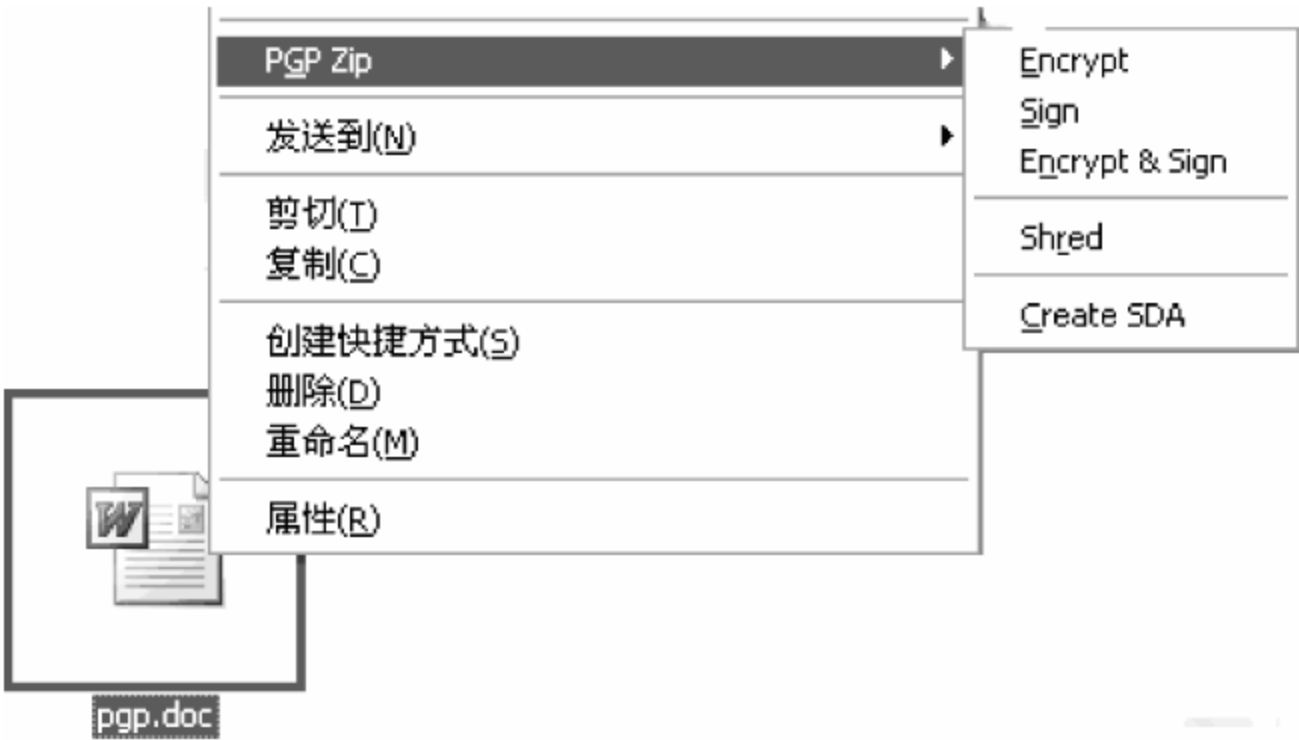 PGP Zip
发送到(N)
剪切(T)
复制(C)
创建快捷方式(S)
删除(D)
重命名(M)
属性(R)
Encrypt
Sign
Encrypt & Sign
Shred
Create SDA
W
pgp.doc